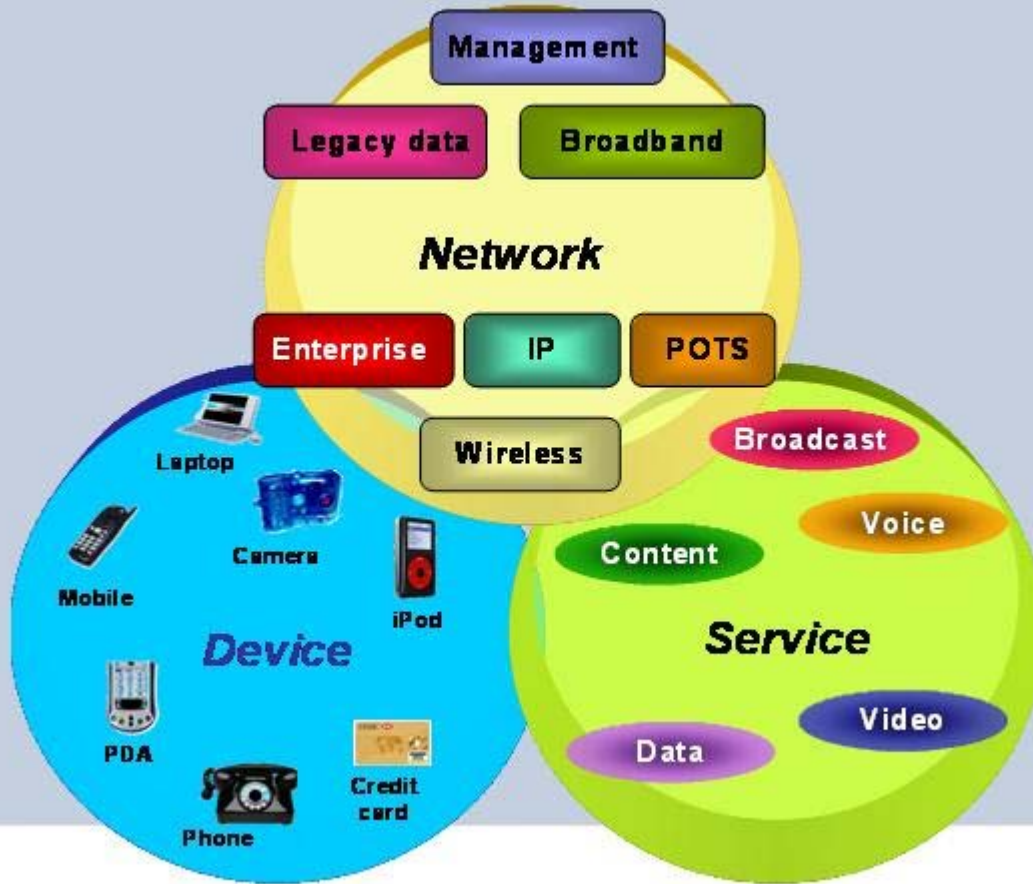 Management
Legacy data
Broadband
Network
Enterprise
IP
POTS
Wireless
Laptop
Camera
Mobile
iPod
Device
PDA
Phone
Credit
card
Broadcast
Voice
Content
Service
Video
Data